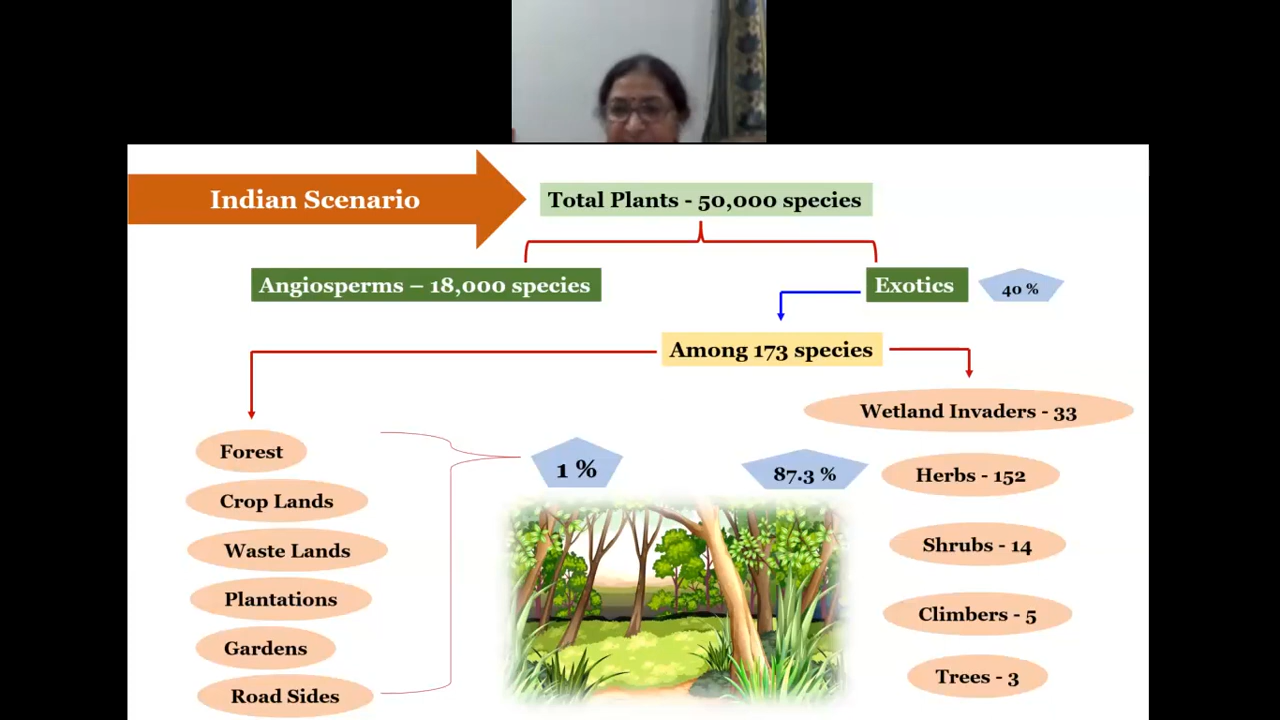 Indian Scenario
Total Plants - 50,000 species
Angiosperms – 18,000 species
Exotics
40 %
Among 173 species
Wetland Invaders - 33
Forest
1 %
87.3 %
Herbs - 152
Crop Lands
Shrubs - 14
Waste Lands
Plantations
Climbers - 5
Gardens
Trees - 3
Road Sides